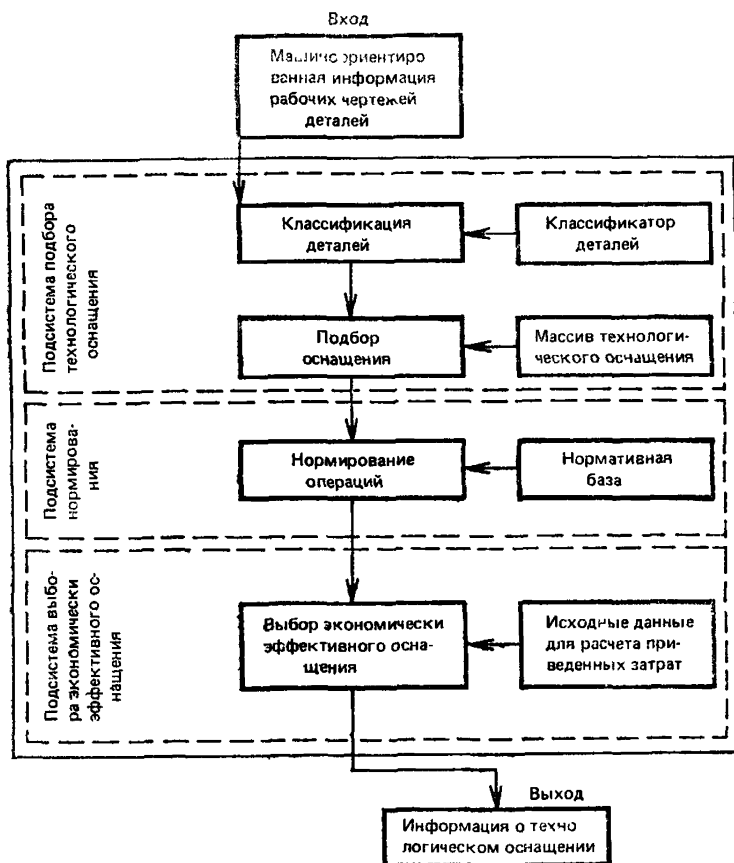 Вход
Машино ориентиро
ванная информация
рабочих чертежей
деталей
Подсистема подбора
технологического
оснащения
Классификация
деталей
Классификатор
деталей
Подбор
оснащения
Массив технологи-
ческого оснащения
Подсистема
нормирова-
ния
Нормирование
операций
Нормативная
база
Подсистема выбо-
ра экономически
эффективного ос-
нащения
Выбор экономически
эффективного осна-
щения
Исходные данные
для расчета при-
веденных затрат
Выход
Информация о техно
логическом оснащении